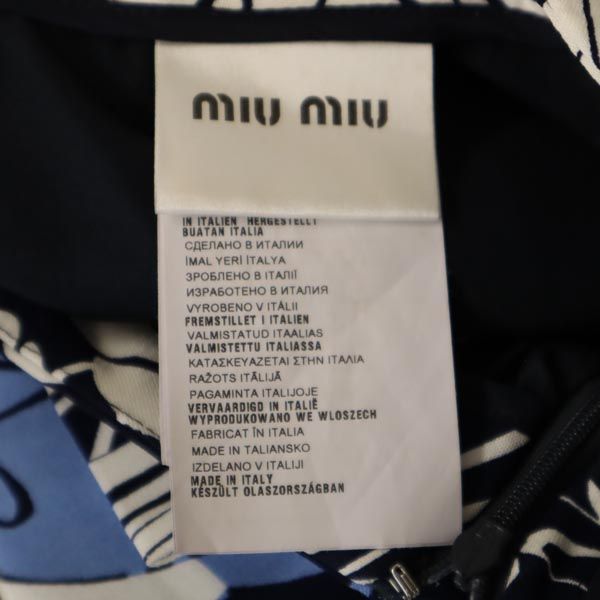 miu miu
IN ITALIEN HERGESTELLT
BUATAN ITALIA
СДЕЛАНО В ИТАЛИИ
İMAL YERİ İTALYA
ЗРОБЛЕНО В ІТАЛІЇ
ИЗРАБОТЕНО В ИТАЛИЯ
VYROBENO V ITÁLII
FREMSTILLET I ITALIEN
VALMISTATUD ITAALIAS
VALMISTETTU ITALIASSA
ΚΑΤΑΣΚΕΥΑΖΕΤΑΙ ΣΤΗΝ ΙΤΑΛΙΑ
RAŽOTS ITĀLIJĀ
PAGAMINTA ITALIJOJE
VERVAARDIGD IN ITALIË
WYPRODUKOWANO WE WLOSZECH
FABRICAT ÎN ITALIA
MADE IN TALIANSKO
IZDELANO V ITALIJI
MADE IN ITALY
KÉSZÜLT OLASZORSZÁGBAN